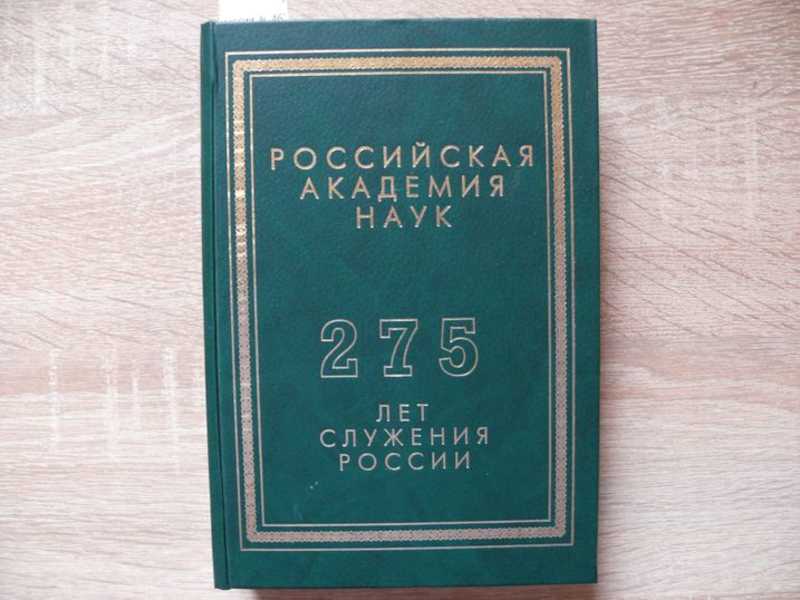 РОССИЙСКАЯ
АКАДЕМИЯ
НАУК
275
ЛЕТ
СЛУЖЕНИЯ
РОССИИ